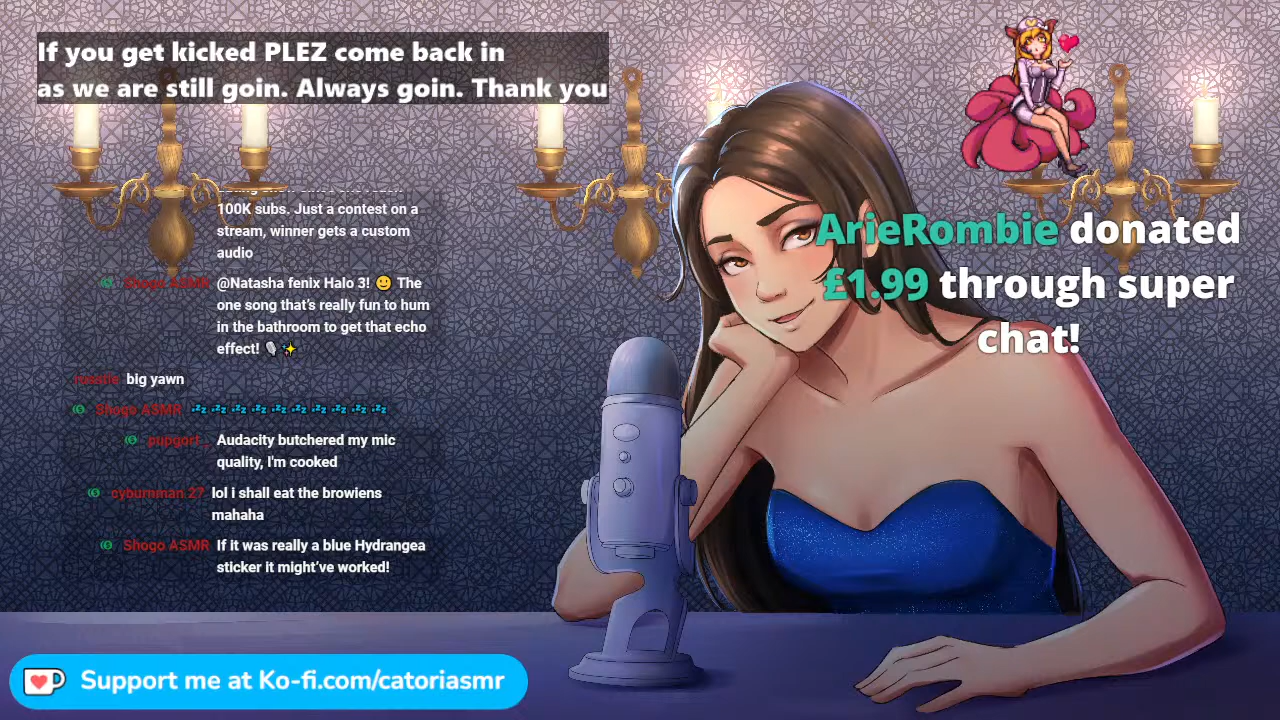 If you get kicked PLEZ come back in
as we are still goin. Always goin. Thank you
100K subs. Just a contest on a
stream, winner gets a custom
audio
Shogo ASMR @Natasha fenix Halo 3! 🙂 The
one song that's really fun to hum
in the bathroom to get that echo
effect! 🎙️✨
big yawn
Shogo ASMR 💤 💤 💤 💤 💤 💤 💤 💤 💤 💤
Audacity butchered my mic
quality, I'm cooked
cyburnman 27 lol i shall eat the browiens
mahaha
Shogo ASMR If it was really a blue Hydrangea
sticker it might've worked!
ArieRombie donated
£1.99 through super
chat!
Support me at Ko-fi.com/catoriasmr